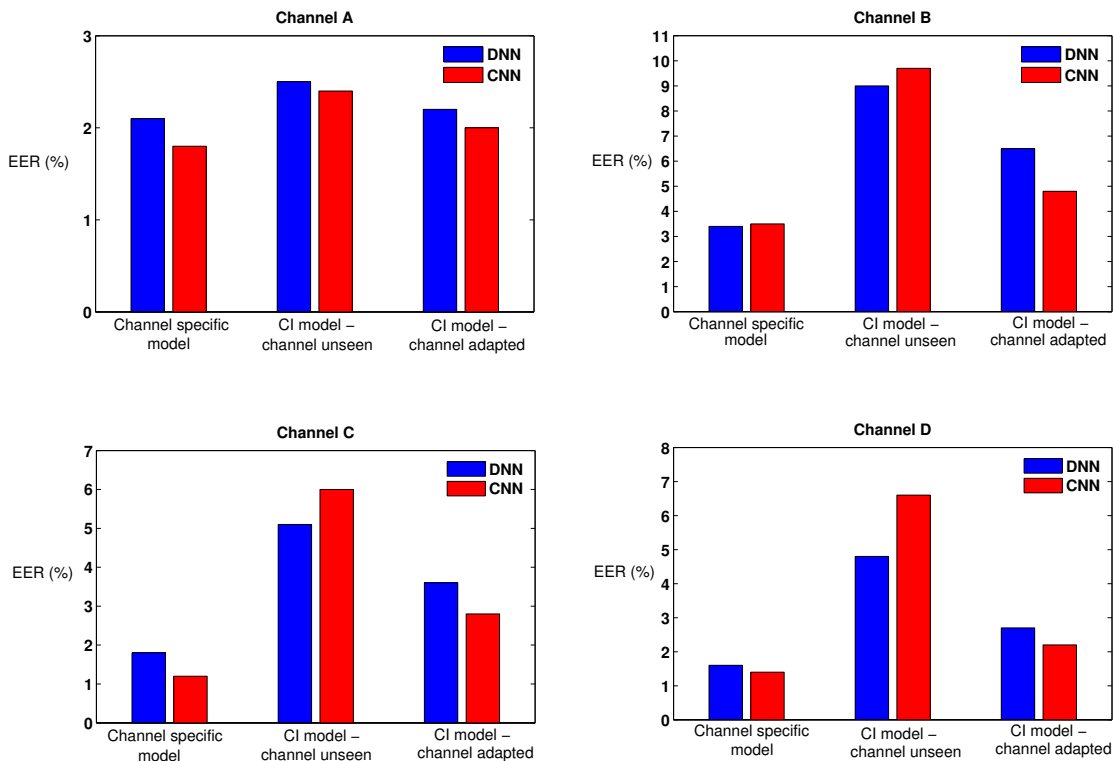 Channel A
3
2
1
0
EER (%)
DNN
CNN
Channel specific
model
CI model –
channel unseen
CI model –
channel adapted
Channel B
11
10
9
8
7
6
5
4
3
2
1
0
EER (%)
DNN
CNN
Channel specific
model
CI model –
channel unseen
CI model –
channel adapted
Channel C
7
6
5
4
3
2
1
0
EER (%)
DNN
CNN
Channel specific
model
CI model –
channel unseen
CI model –
channel adapted
Channel D
8
7
6
5
4
3
2
1
0
EER (%)
DNN
CNN
Channel specific
model
CI model –
channel unseen
CI model –
channel adapted